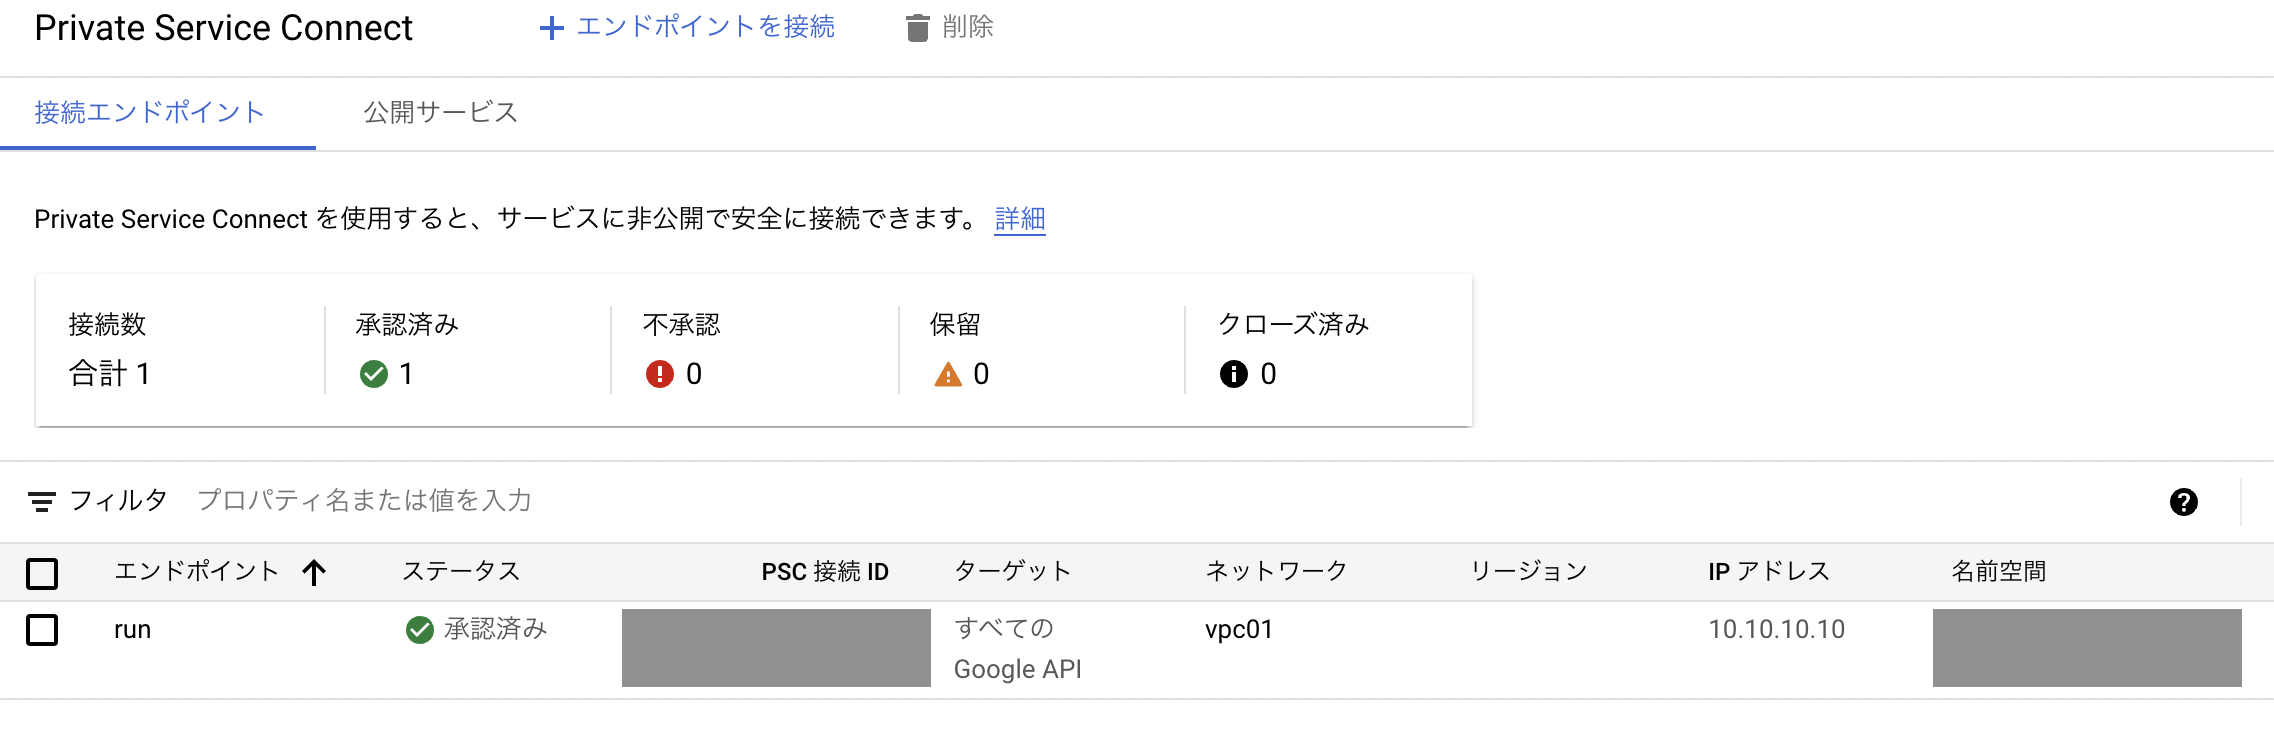 Private Service Connect
エンドポイントを接続
削除
接続エンドポイント
公開サービス
Private Service Connect を使用すると、サービスに非公開で安全に接続できます。 詳細
接続数
合計 1
承認済み
1
不承認
0
保留
0
クローズ済み
0
フィルタ プロパティ名または値を入力
エンドポイント ステータス PSC 接続 ID ターゲット ネットワーク リージョン IP アドレス 名前空間
run 承認済み すべての vpc01 10.10.10.10
Google API